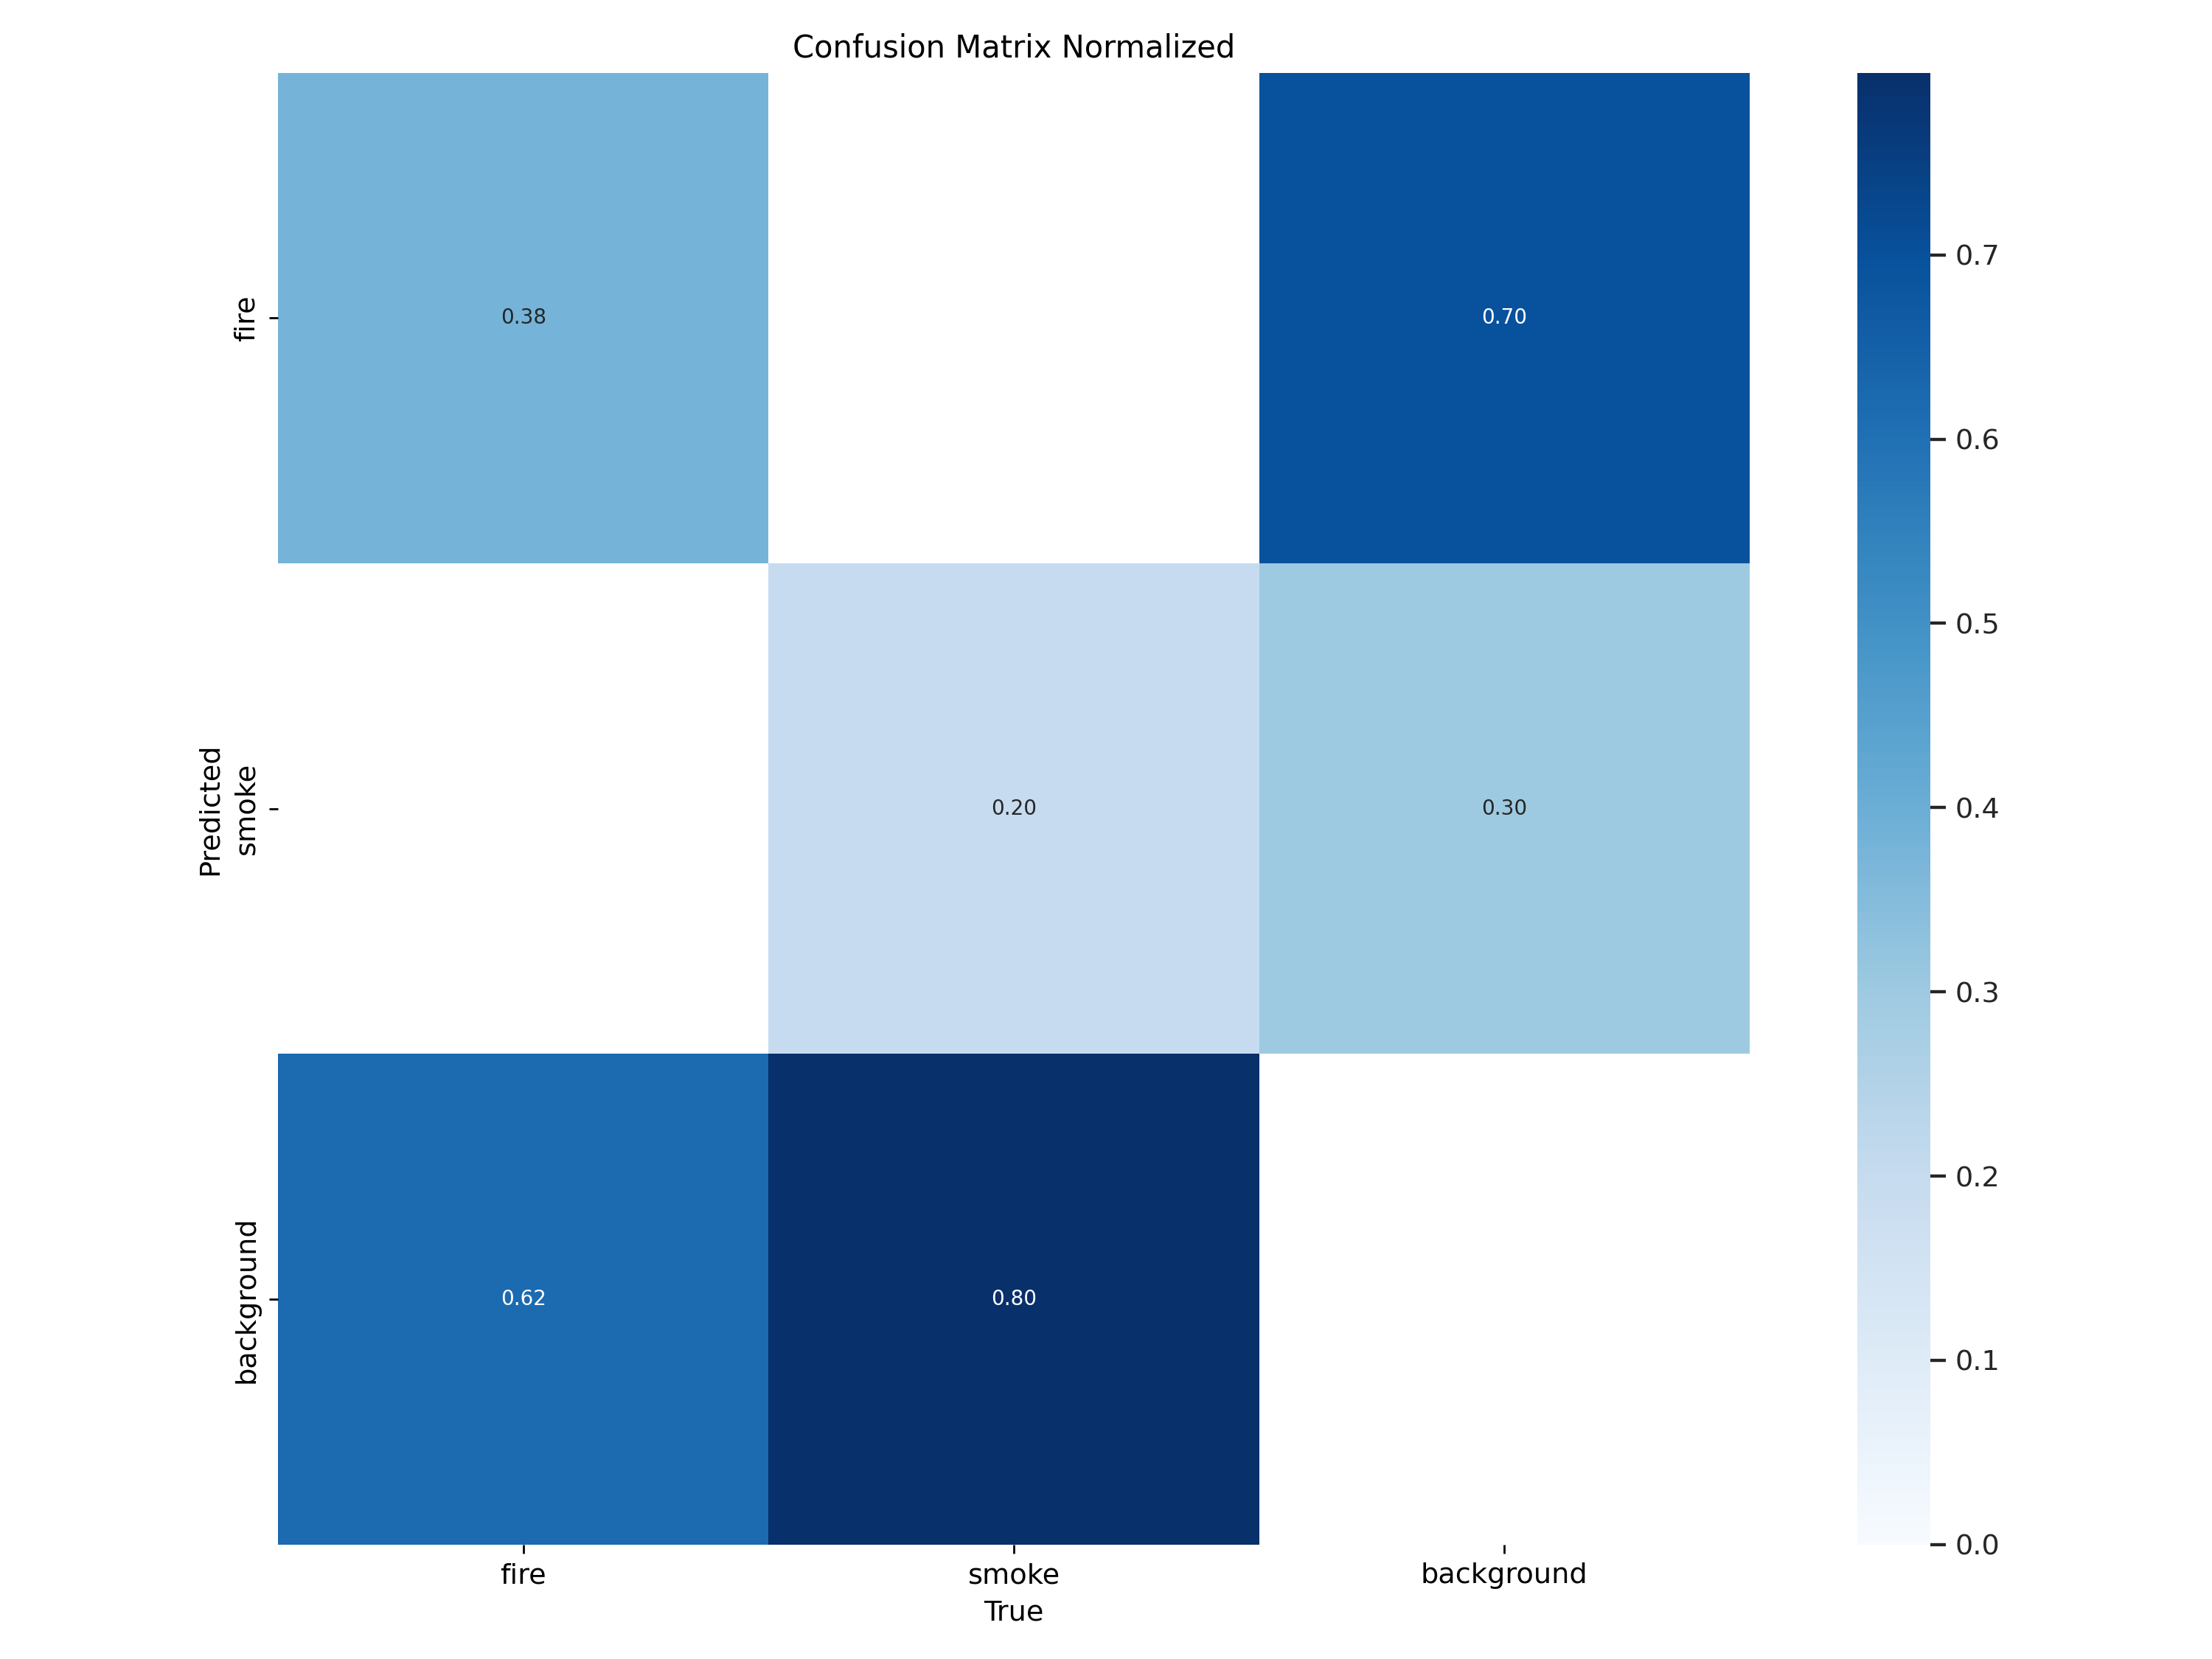 Confusion Matrix Normalized
fire
0.38
0.70
Predicted
smoke
0.20
0.30
background
0.62
0.80
fire
smoke
background
True
0.7
0.6
0.5
0.4
0.3
0.2
0.1
0.0